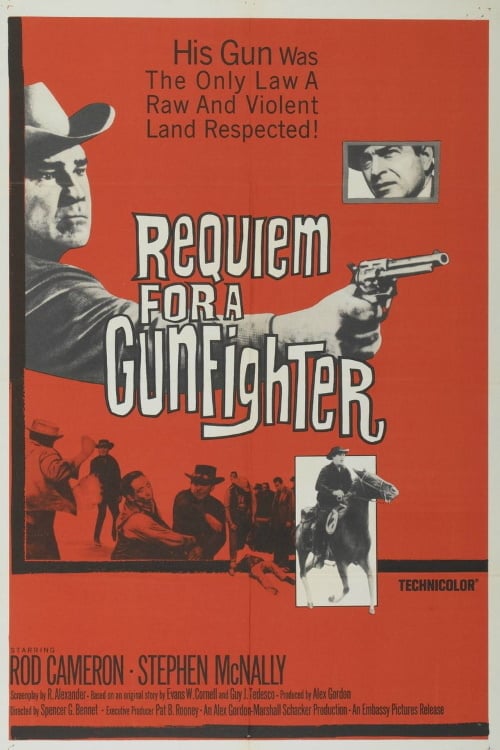 His Gun Was
The Only Law A
Raw And Violent
Land Respected!
REQUIEM
FOR A
GUNFIGHTER
TECHNICOLOR®
STARRING
ROD CAMERON · STEPHEN McNALLY
Screenplay by R. Alexander · Based on an original story by Evans W. Cornell and Guy J. Tedesco · Produced by Alex Gordon
Directed by Spencer G. Bennet · Executive Producer Pat B. Rooney · An Alex Gordon-Marshall Schacker Production · An Embassy Pictures Release